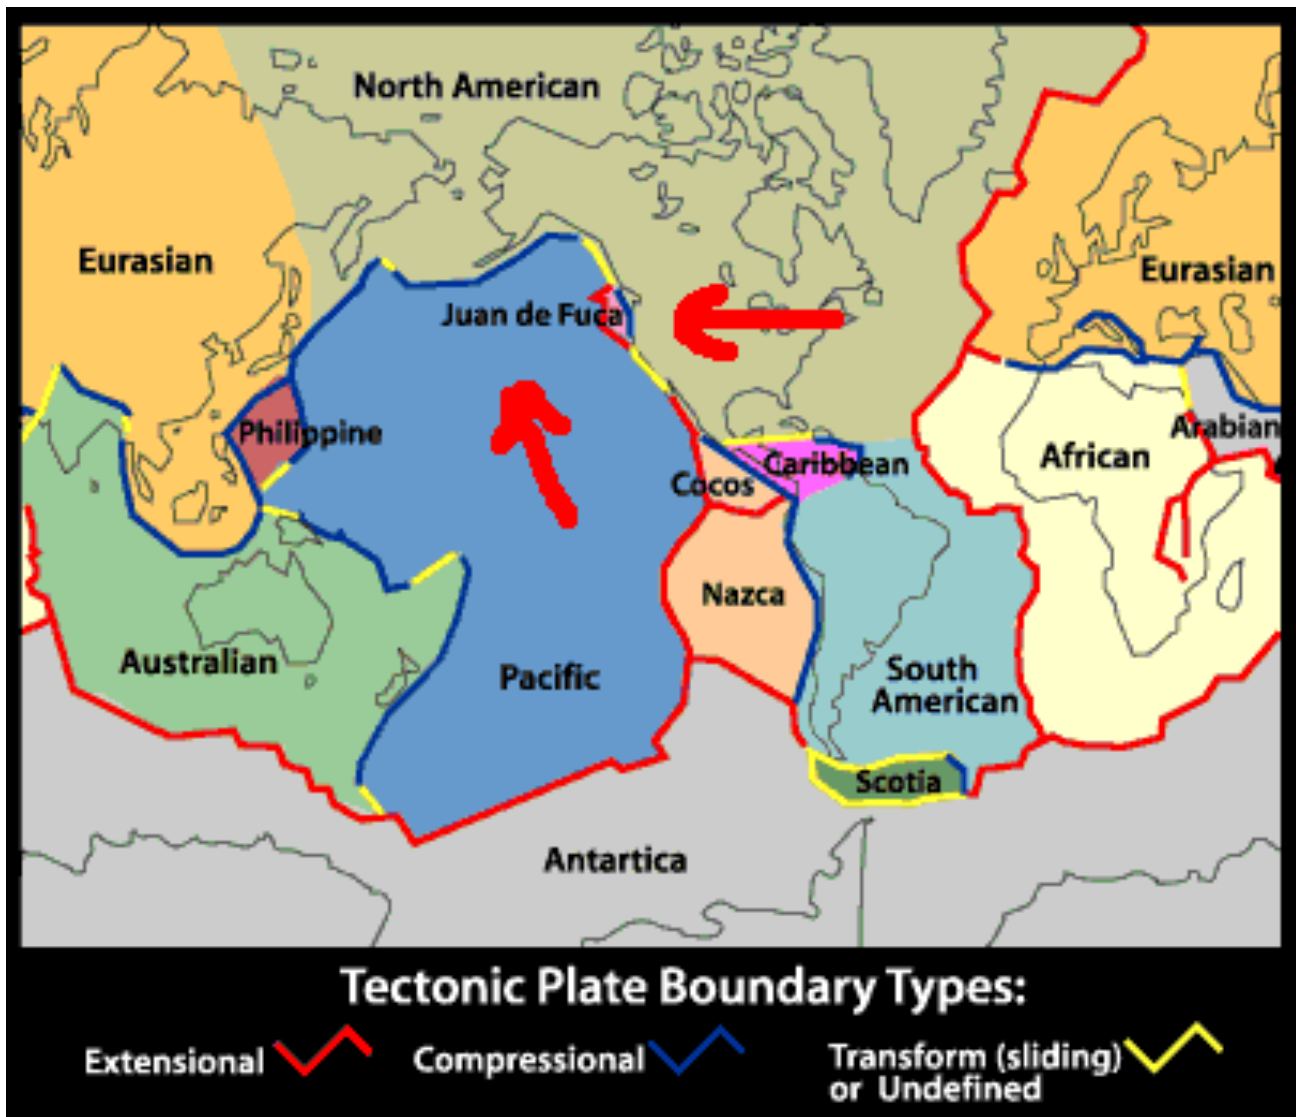 North American
Eurasian
Eurasian
Juan de Fuca
Philippine
Arabian
African
Caribbean
Cocos
Nazca
Australian
Pacific
South
American
Scotia
Antartica
Tectonic Plate Boundary Types:
Extensional
Compressional
Transform (sliding)
or Undefined